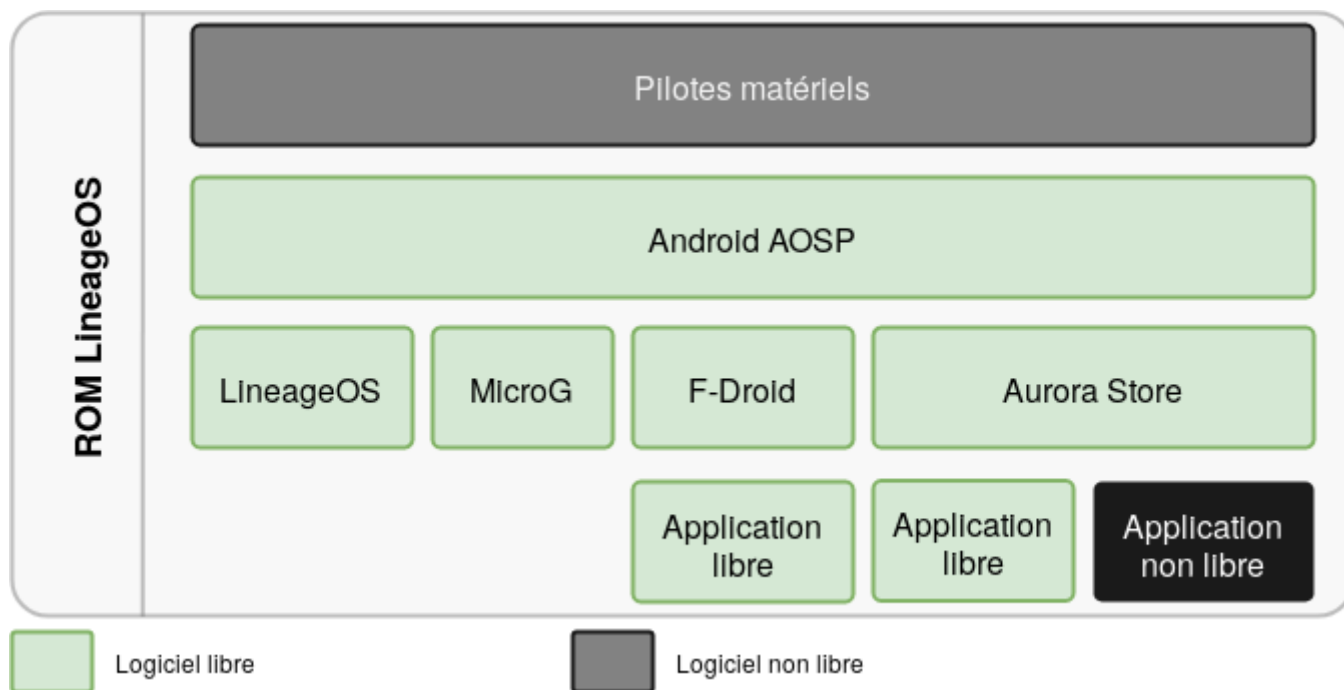 ROM LineageOS
Pilotes matériels
Android AOSP
LineageOS
MicroG
F-Droid
Aurora Store
Application
libre
Application
libre
Application
non libre
Logiciel libre
Logiciel non libre